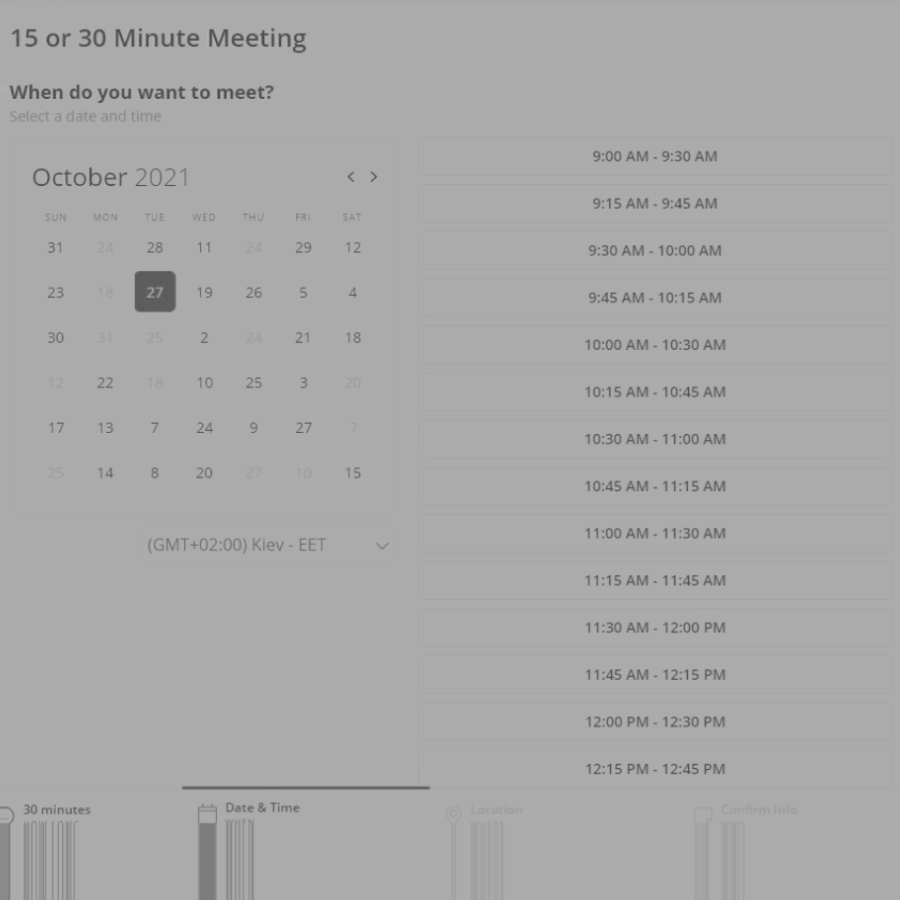 15 or 30 Minute Meeting
When do you want to meet?
Select a date and time
October 2021
SUN MON TUE WED THU FRI SAT
31 24 28 11 24 29 12
23 18 27 19 26 5 4
30 31 25 2 24 21 18
12 22 18 10 25 3 20
17 13 7 24 9 27 7
25 14 8 20 27 10 15
(GMT+02:00) Kiev - EET
9:00 AM - 9:30 AM
9:15 AM - 9:45 AM
9:30 AM - 10:00 AM
9:45 AM - 10:15 AM
10:00 AM - 10:30 AM
10:15 AM - 10:45 AM
10:30 AM - 11:00 AM
10:45 AM - 11:15 AM
11:00 AM - 11:30 AM
11:15 AM - 11:45 AM
11:30 AM - 12:00 PM
11:45 AM - 12:15 PM
12:00 PM - 12:30 PM
12:15 PM - 12:45 PM
30 minutes
Date & Time
Location
Confirm Info